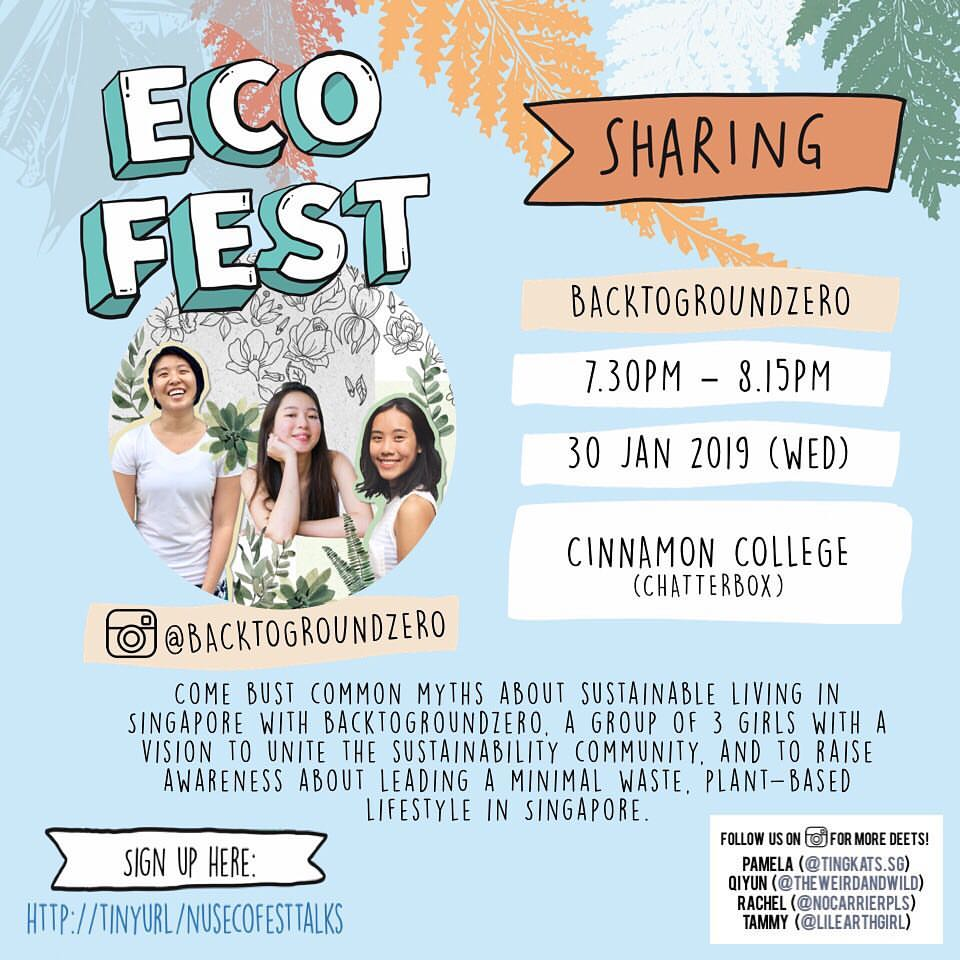 ECO
FEST
SHARING
BACKTOGROUNDZERO
7.30PM - 8.15PM
30 JAN 2019 (WED)
CINNAMON COLLEGE
(CHATTERBOX)
@BACKTOGROUNDZERO
COME BUST COMMON MYTHS ABOUT SUSTAINABLE LIVING IN
SINGAPORE WITH BACKTOGROUNDZERO, A GROUP OF 3 GIRLS WITH A
VISION TO UNITE THE SUSTAINABILITY COMMUNITY, AND TO RAISE
AWARENESS ABOUT LEADING A MINIMAL WASTE, PLANT-BASED
LIFESTYLE IN SINGAPORE.
SIGN UP HERE:
HTTP://TINYURL/NUSECOFESTTALKS
FOLLOW US ON FOR MORE DEETS!
PAMELA (@TINGKATS.SG)
QIYUN (@THEWEIRDANDWILD)
RACHEL (@NOCARRIERPLS)
TAMMY (@LILEARTHGIRL)